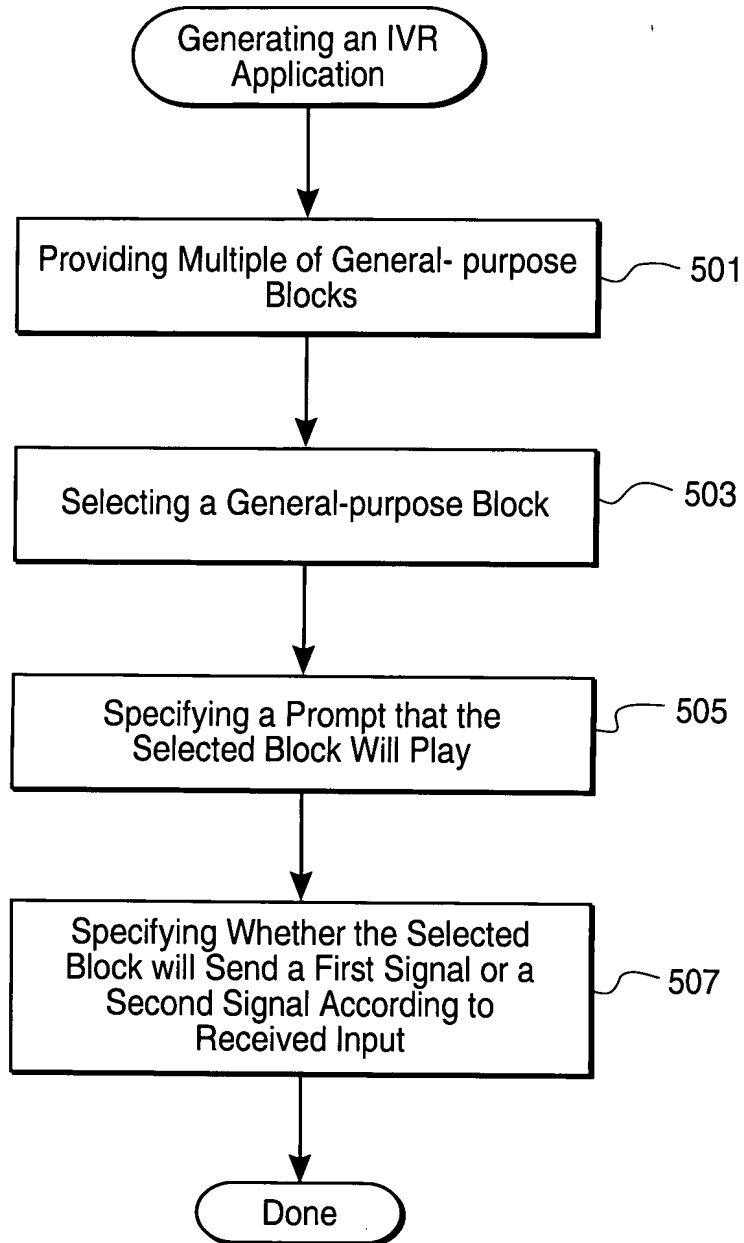 Generating an IVR
Application
Providing Multiple of General- purpose
Blocks
501
Selecting a General-purpose Block
503
Specifying a Prompt that the
Selected Block Will Play
505
Specifying Whether the Selected
Block will Send a First Signal or a
Second Signal According to
Received Input
507
Done